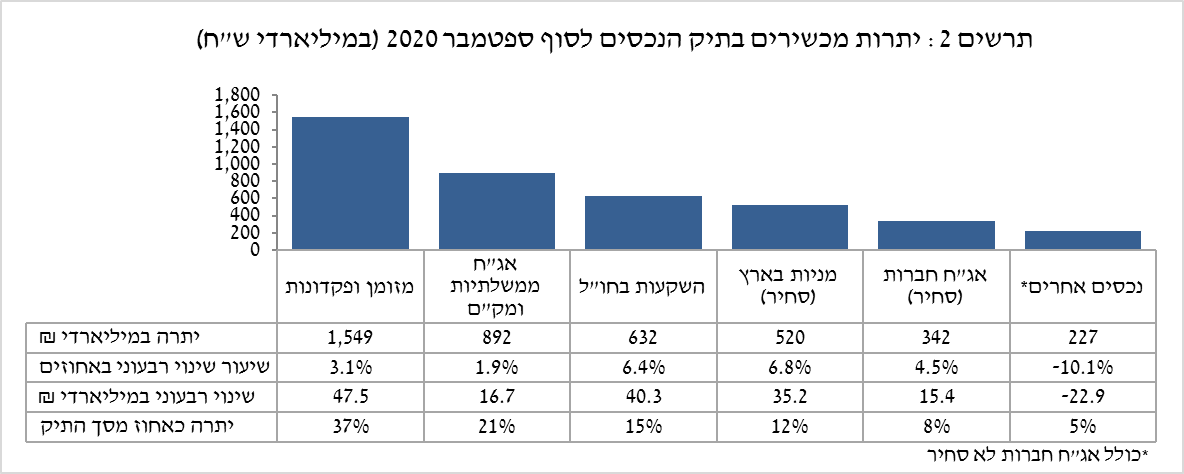 תרשים 2 : יתרות מכשירים בתיק הנכסים לסוף ספטמבר 2020 (במיליארדי ש"ח)
1,800
1,600
1,400
1,200
1,000
800
600
400
200
0
מזומן ופקדונות
אג"ח
ממשלתיות
ומק"ם
השקעות בחו"ל
מניות בארץ
(סחיר)
אג"ח חברות
(סחיר)
נכסים אחרים*
יתרה במיליארדי ₪ 1,549 892 632 520 342 227
שיעור שינוי רבעוני באחוזים 3.1% 1.9% 6.4% 6.8% 4.5% -10.1%
שינוי רבעוני במיליארדי ₪ 47.5 16.7 40.3 35.2 15.4 -22.9
יתרה כאחוז מסך התיק 37% 21% 15% 12% 8% 5%
*כולל אג"ח חברות לא סחיר